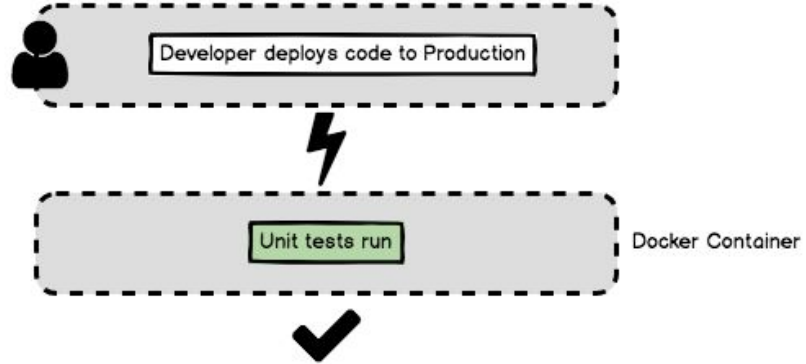 Developer deploys code to Production
Unit tests run
Docker Container